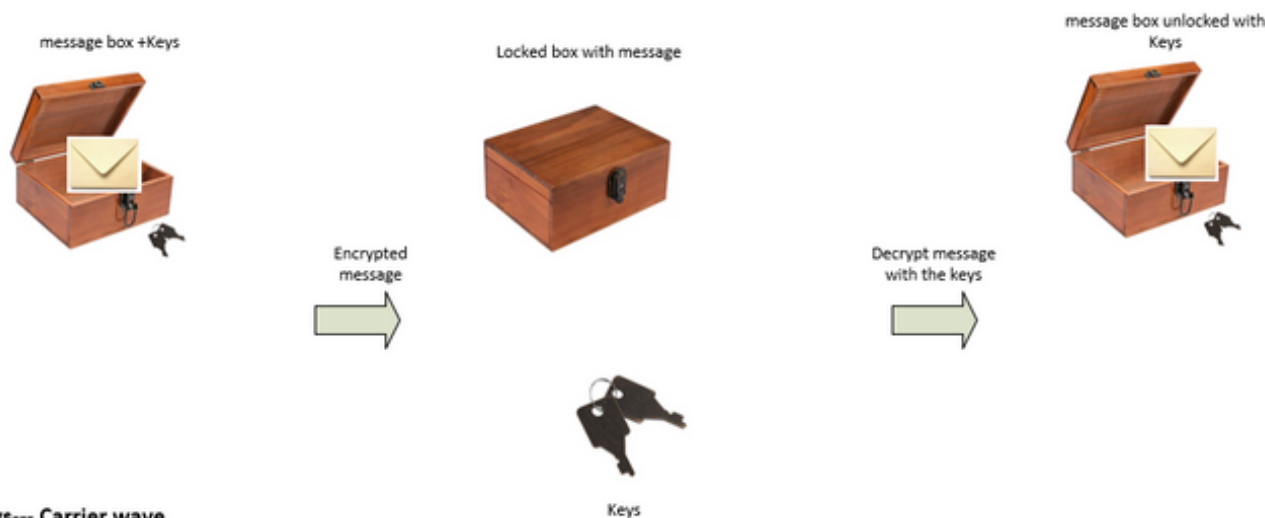 message box +Keys
Locked box with message
message box unlocked with
Keys
Encrypted
message
Decrypt message
with the keys
Keys
Carrier wave